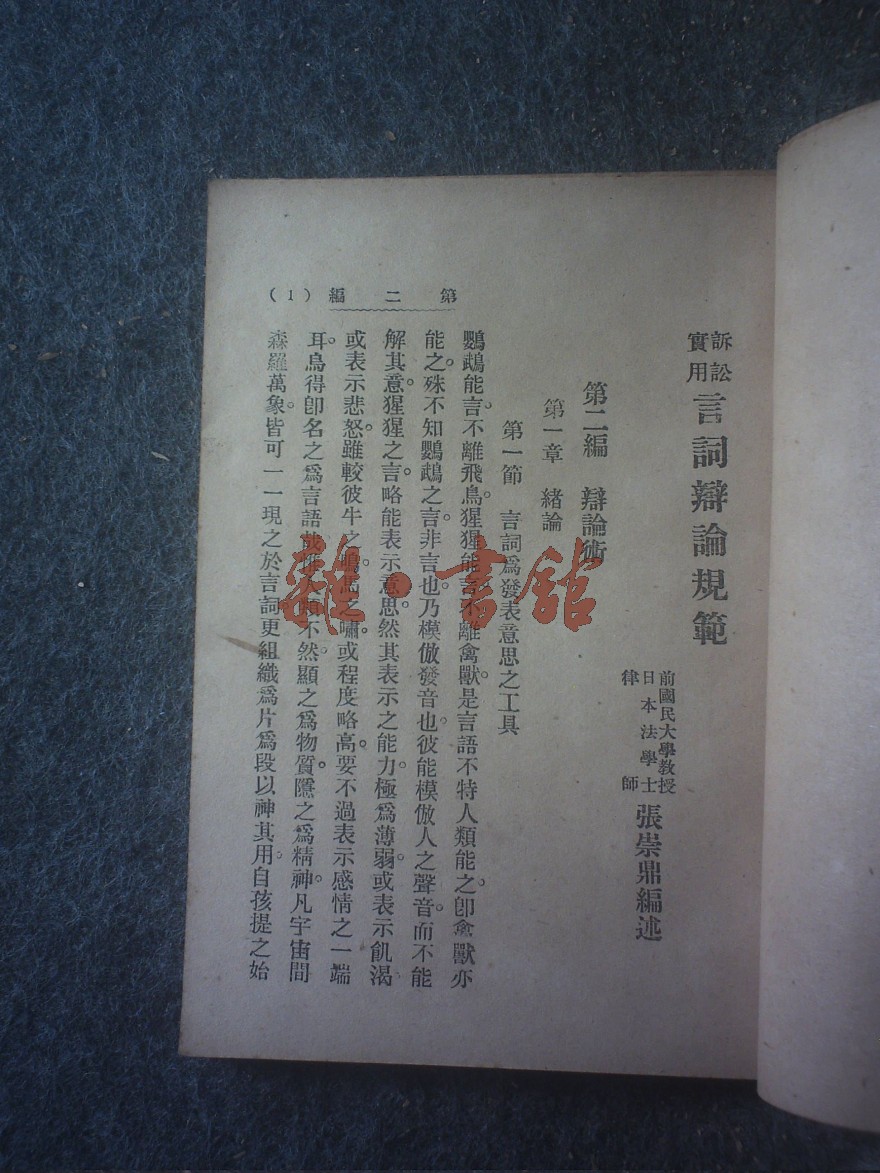 訴訟
實用
言詞辯論規範
前國民大學教授
日本法學士
律師
張崇鼎編述
第二編 辯論術
第一章 緒論
第一節 言詞爲發表意思之工具
鸚鵡能言。不離飛鳥。猩猩能言。不離禽獸。是言語不特人類能之。卽禽獸亦
能之。殊不知鸚鵡之言。非言也。乃模倣發音也。彼能模倣人之聲音。而不能
解其意。猩猩之言。略能表示意思。然其表示之能力。極爲薄弱。或表示飢渴。
或表示悲怒。雖較彼牛之鳴。馬之嘯。或程度略高。要不過表示感情之一端
耳。烏得卽名之爲言語哉。惟人類不然。顯之爲物質。隱之爲精神。凡宇宙間
森羅萬象。皆可一一現之於言詞。更組織爲片爲段。以神其用。自孩提之始
第二編 (1)
雜·書館